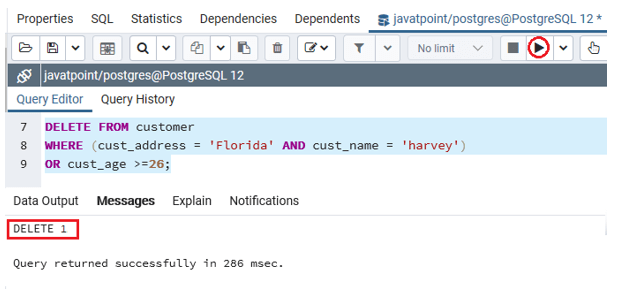 Properties SQL Statistics Dependencies Dependents javatpoint/postgres@PostgreSQL 12 *
No limit
javatpoint/postgres@PostgreSQL 12
Query Editor Query History
7 DELETE FROM customer
8 WHERE (cust_address = 'Florida' AND cust_name = 'harvey')
9 OR cust_age >=26;
Data Output Messages Explain Notifications
DELETE 1
Query returned successfully in 286 msec.